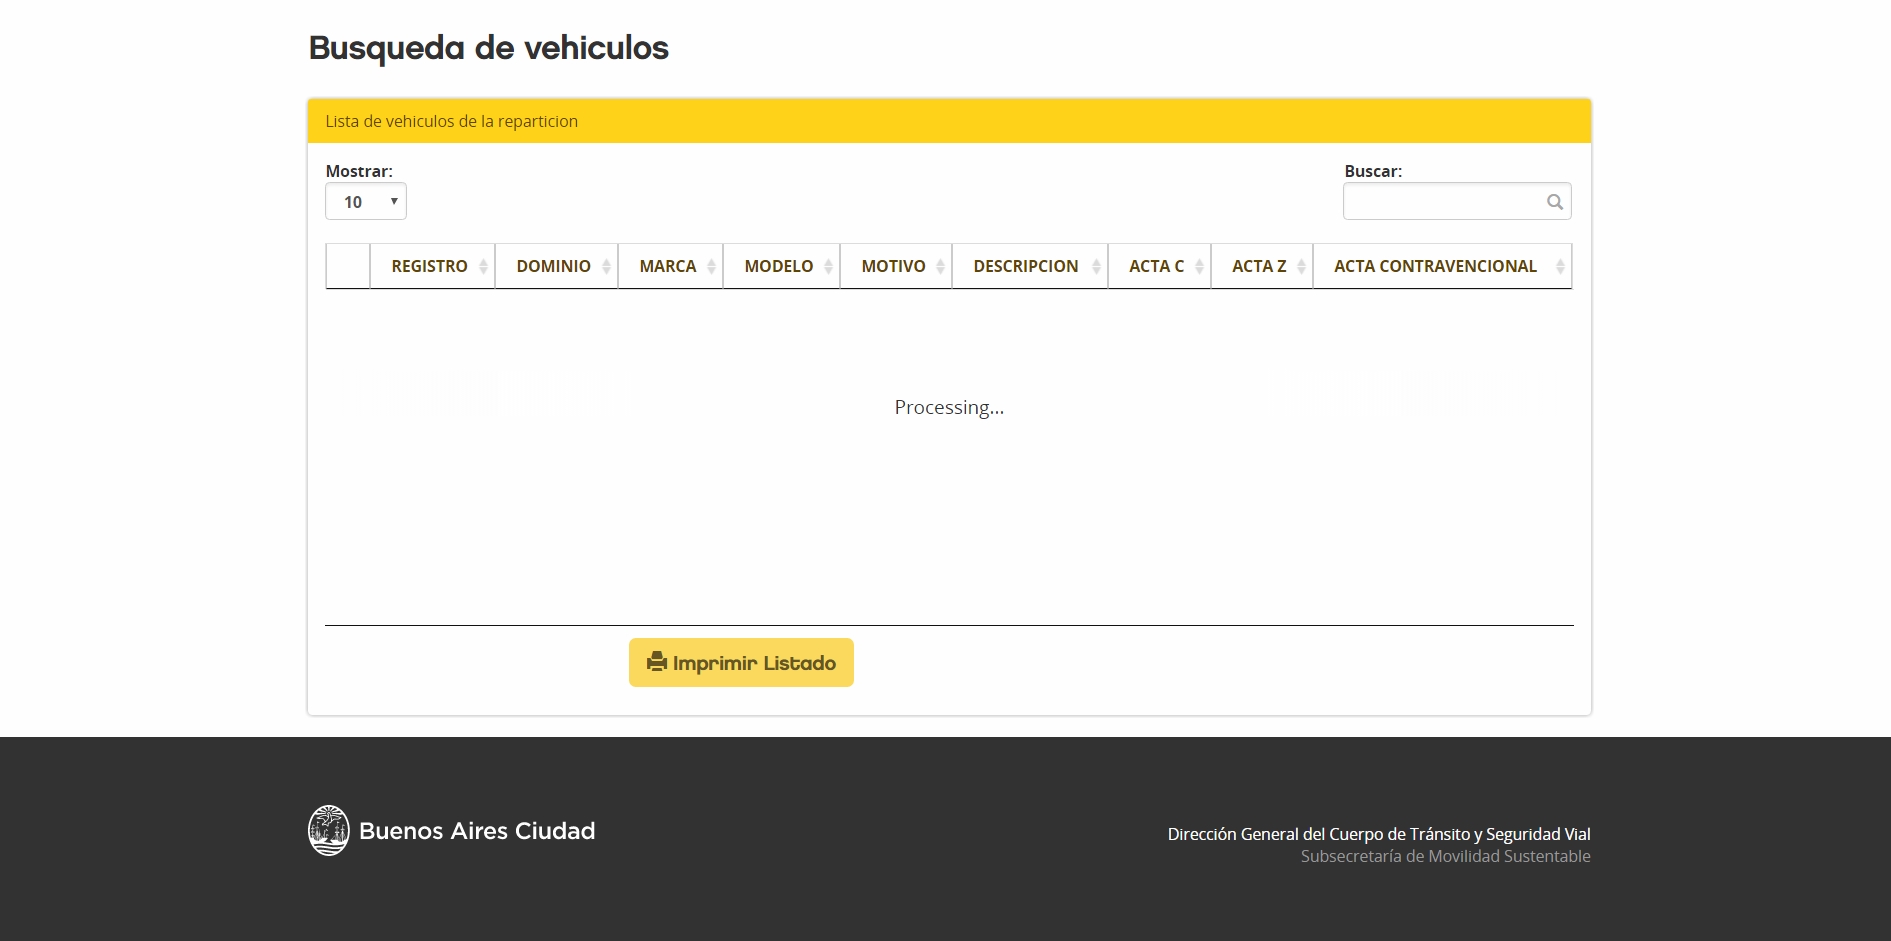 Busqueda de vehiculos
Lista de vehiculos de la reparticion
Mostrar:
Buscar:
10
REGISTRO DOMINIO MARCA MODELO MOTIVO DESCRIPCION ACTA C ACTA Z ACTA CONTRAVENCIONAL
Processing...
Imprimir Listado
Buenos Aires Ciudad
Dirección General del Cuerpo de Tránsito y Seguridad Vial
Subsecretaría de Movilidad Sustentable